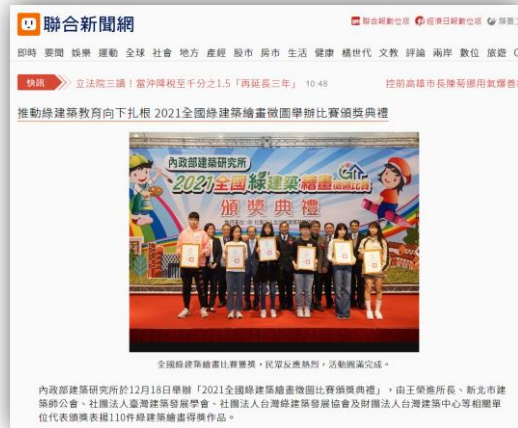 聯合新聞網
聯合報數位版 經濟日報數位版
即時 要聞 娛樂 運動 全球 社會 地方 產經 股市 房市 生活 健康 橘世代 文教 評論 兩岸 數位 旅遊
快訊 立法院三讀！當沖降稅至千分之1.5「再延長三年」 10:48 控前高雄市長陳菊挪用氣爆善
推動綠建築教育向下扎根 2021全國綠建築繪畫徵圖舉辦比賽頒獎典禮
內政部建築研究所
2021全國綠建築繪畫徵圖比賽
頒獎典禮
全國綠建築繪畫比賽獲獎，民眾反應熱烈，活動圓滿完成。
內政部建築研究所於12月18日舉辦「2021全國綠建築繪畫徵圖比賽頒獎典禮」，由王榮進所長、新北市建
築師公會、社團法人臺灣建築發展學會、社團法人台灣綠建築發展協會及財團法人台灣建築中心等相關單
位代表頒獎表揚110件綠建築繪畫得獎作品。